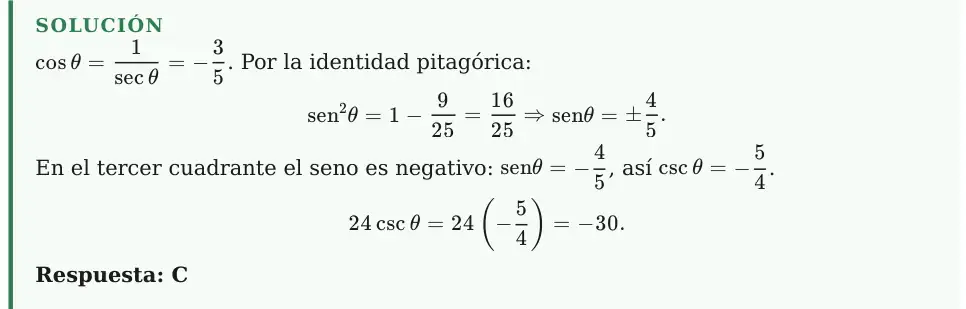 SOLUCIÓN
cos θ = 1/sec θ = −3/5. Por la identidad pitagórica:
sen²θ = 1 − 9/25 = 16/25 ⇒ senθ = ±4/5.
En el tercer cuadrante el seno es negativo: senθ = −4/5, así csc θ = −5/4.
24 csc θ = 24 (−5/4) = −30.
Respuesta: C